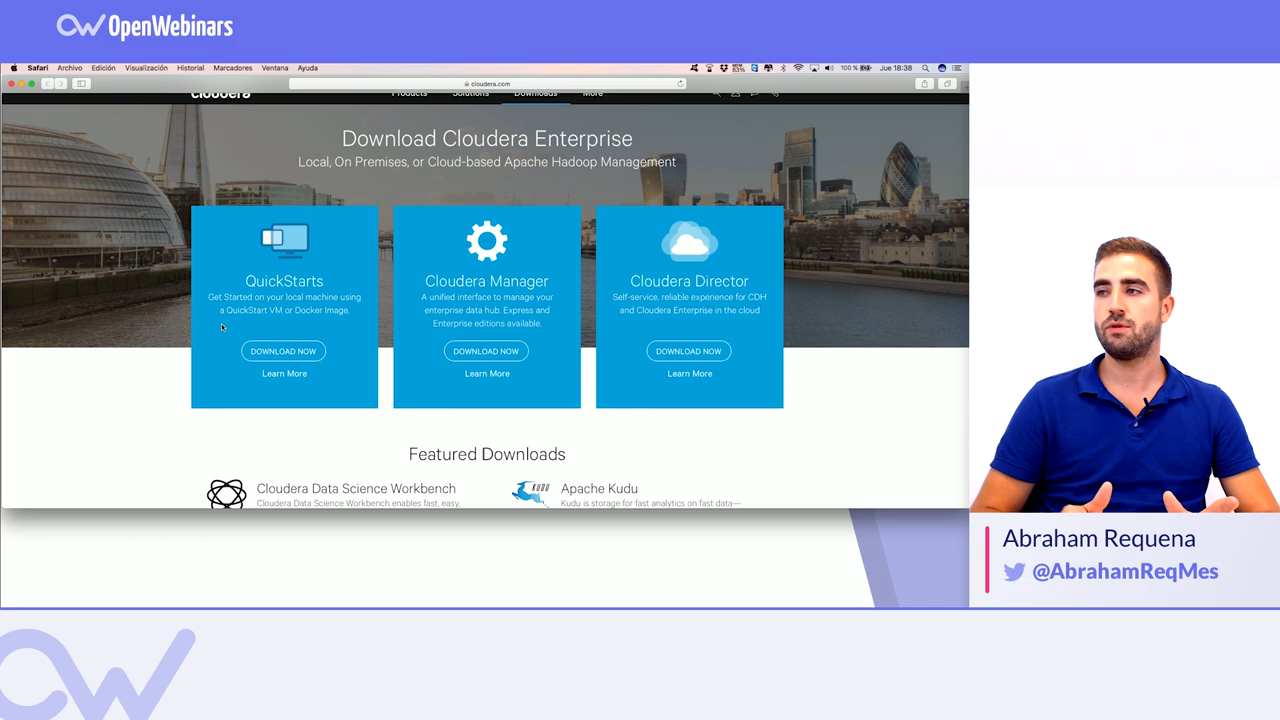 OpenWebinars
Safari Archivo Edición Visualización Historial Marcadores Ventana Ayuda
100 % Jue 18:38
cloudera.com
cloudera Products Solutions Downloads More
Download Cloudera Enterprise
Local, On Premises, or Cloud-based Apache Hadoop Management
QuickStarts
Get Started on your local machine using
a QuickStart VM or Docker Image.
DOWNLOAD NOW
Learn More
Cloudera Manager
A unified interface to manage your
enterprise data hub. Express and
Enterprise editions available.
DOWNLOAD NOW
Learn More
Cloudera Director
Self-service, reliable experience for CDH
and Cloudera Enterprise in the cloud
DOWNLOAD NOW
Learn More
Featured Downloads
Cloudera Data Science Workbench
Cloudera Data Science Workbench enables fast, easy,
Apache Kudu
Kudu is storage for fast analytics on fast data—
KUDU
Abraham Requena
@AbrahamReqMes